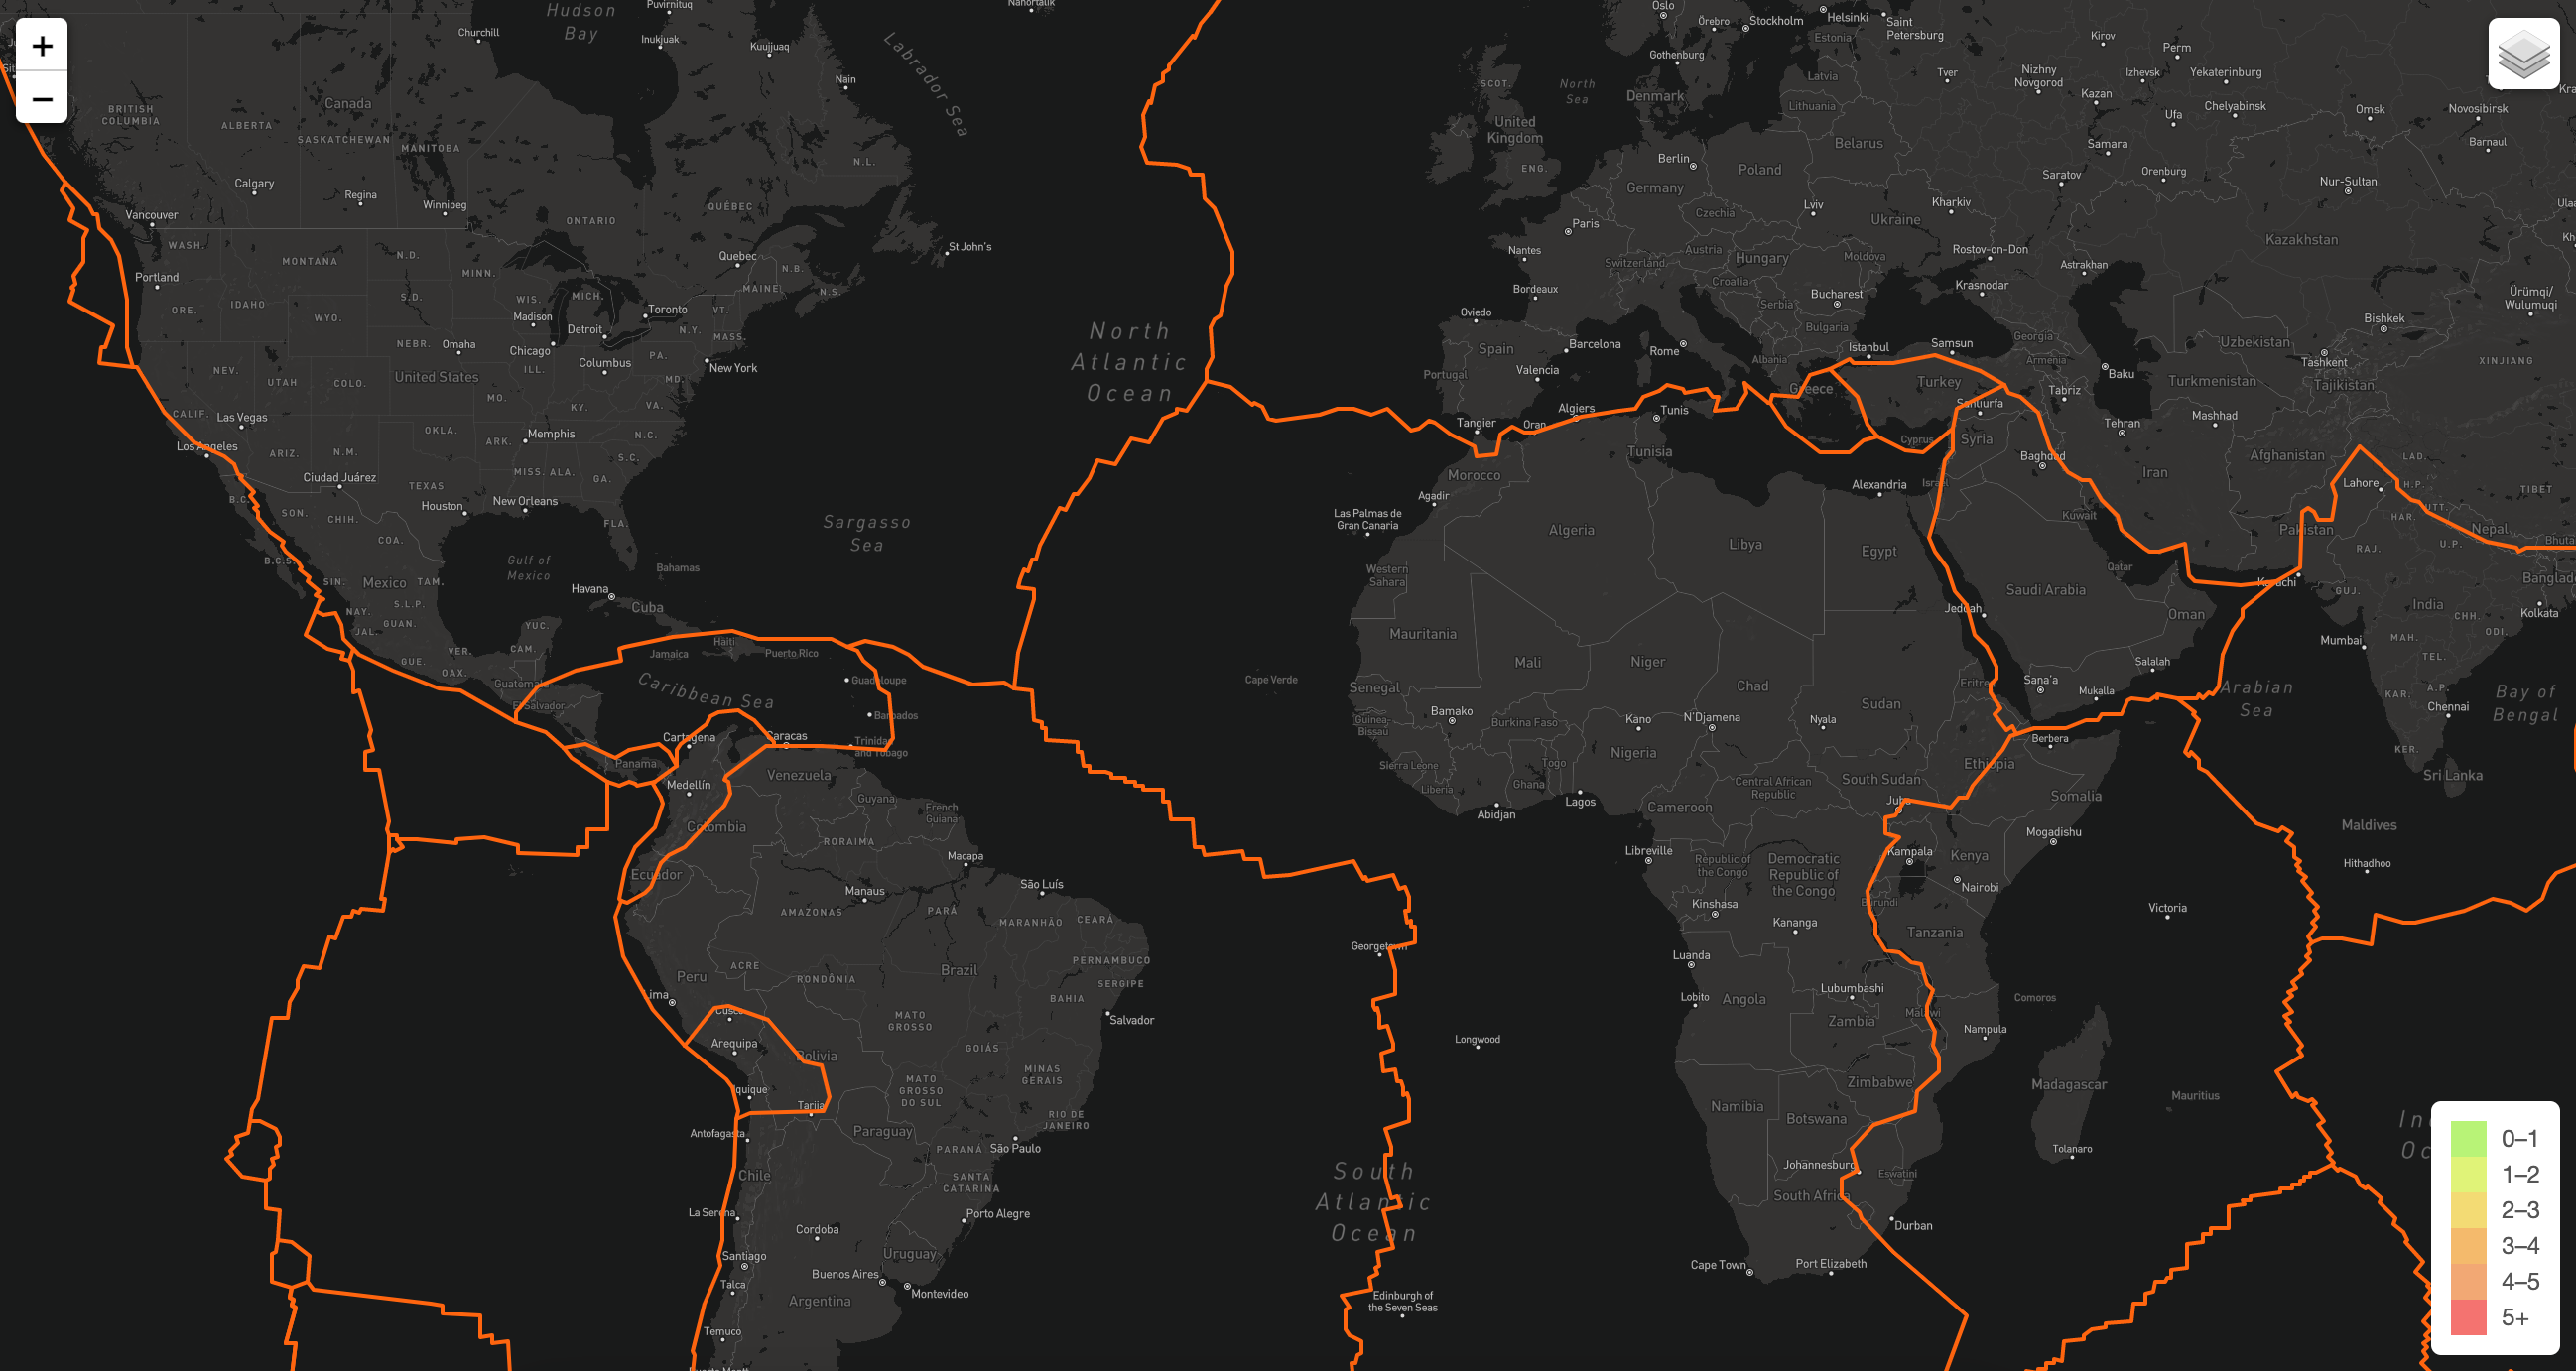 +
−
Hudson
Bay
Puvirnituq
Nanortalik
Churchill
Inukjuak
Kuujjuaq
Nain
Labrador Sea
Canada
BRITISH
COLUMBIA
ALBERTA
SASKATCHEWAN
MANITOBA
N.L.
Calgary
Regina
Winnipeg
Vancouver
ONTARIO
QUÉBEC
St John's
WASH.
Portland
MONTANA
N.D.
MINN.
Quebec
N.B.
MAINE
N.S.
ORE.
IDAHO
WYO.
S.D.
WIS.
MICH.
Madison
Detroit
Toronto
VT.
N.Y.
MASS.
NEBR.
Omaha
Chicago
Columbus
PA.
New York
NEV.
UTAH
COLO.
United States
ILL.
MD.
MO.
KY.
VA.
CALIF.
Las Vegas
OKLA.
ARK.
Memphis
N.C.
Los Angeles
ARIZ.
N.M.
S.C.
MISS.
ALA.
GA.
Ciudad Juárez
TEXAS
B.C.
SON.
CHIH.
Houston
New Orleans
FLA.
COA.
B.C.S.
SIN.
Mexico
TAM.
Gulf of
Mexico
Bahamas
Havana
Cuba
NAY.
S.L.P.
GUAN.
JAL.
YUC.
CAM.
VER.
GUE.
OAX.
Haiti
Jamaica
Puerto Rico
Guatemala
El Salvador
Caribbean Sea
Guadeloupe
Barbados
Cartagena
Caracas
Trinidad
and Tobago
Panama
Medellín
Venezuela
Guyana
French
Guiana
Colombia
RORAIMA
Macapa
Ecuador
Manaus
São Luís
AMAZONAS
PARÁ
MARANHÃO
CEARÁ
Peru
ACRE
RONDÔNIA
Brazil
PERNAMBUCO
SERGIPE
BAHIA
MATO
GROSSO
Salvador
Cusco
Arequipa
Bolivia
GOIÁS
MINAS
GERAIS
MATO
GROSSO
DO SUL
Tarija
RIO DE
JANEIRO
Antofagasta
Paraguay
PARANÁ
São Paulo
Chile
SANTA
CATARINA
La Serena
Porto Alegre
Cordoba
Santiago
Uruguay
Talca
Buenos Aires
Montevideo
Argentina
Temuco
North
Atlantic
Ocean
Sargasso
Sea
South
Atlantic
Ocean
Georgetown
Longwood
Edinburgh of
the Seven Seas
Cape Verde
Oslo
Örebro
Stockholm
Helsinki
Saint
Petersburg
Estonia
Gothenburg
SCOT.
North
Sea
Denmark
Latvia
Lithuania
United
Kingdom
ENG.
Berlin
Poland
Belarus
Germany
Czechia
Lviv
Kharkiv
Ukraine
Paris
Nantes
Austria
Switzerland
Hungary
Moldova
Rostov-on-Don
Astrakhan
Croatia
Serbia
Bucharest
Krasnodar
Bordeaux
Oviedo
Bulgaria
Barcelona
Rome
Albania
Istanbul
Samsun
Georgia
Armenia
Spain
Portugal
Valencia
Greece
Turkey
Baku
Tabriz
Tangier
Oran
Algiers
Tunis
Şanlıurfa
Cyprus
Syria
Tunisia
Morocco
Baghdad
Tehran
Iran
Agadir
Las Palmas de
Gran Canaria
Alexandria
Israel
Kuwait
Algeria
Libya
Egypt
Western
Sahara
Saudi Arabia
Qatar
Jeddah
Oman
Mauritania
Mali
Niger
Chad
Sudan
Sana'a
Salalah
Mukalla
Senegal
Bamako
Burkina Faso
Kano
N'Djamena
Nyala
Guinea-
Bissau
Nigeria
Berbera
Ethiopia
Sierra Leone
Liberia
Togo
Ghana
Central African
Republic
South Sudan
Somalia
Abidjan
Lagos
Cameroon
Juba
Mogadishu
Libreville
Republic of
the Congo
Democratic
Republic of
the Congo
Kampala
Kenya
Nairobi
Kinshasa
Burundi
Kananga
Tanzania
Luanda
Victoria
Lobito
Angola
Lubumbashi
Zambia
Malawi
Comoros
Nampula
Zimbabwe
Madagascar
Mauritius
Namibia
Botswana
Tolanaro
Johannesburg
Eswatini
South Africa
Durban
Cape Town
Port Elizabeth
Kirov
Perm
Tver
Nizhny
Novgorod
Izhevsk
Yekaterinburg
Kazan
Chelyabinsk
Omsk
Novosibirsk
Ufa
Samara
Barnaul
Saratov
Orenburg
Nur-Sultan
Kazakhstan
Ürümqi/
Wulumuqi
Bishkek
Uzbekistan
Tashkent
XINJIANG
Turkmenistan
Tajikistan
Mashhad
Afghanistan
LAD.
Lahore
H.P.
TIBET
HAR.
UTT.
Pakistan
Nepal
RAJ.
U.P.
Karachi
GUJ.
India
CHH.
Kolkata
Mumbai
MAH.
ODI.
TEL.
Arabian
Sea
KAR.
A.P.
Chennai
Bay of
Bengal
KER.
Sri Lanka
Maldives
Hithadhoo
0–1
1–2
2–3
3–4
4–5
5+